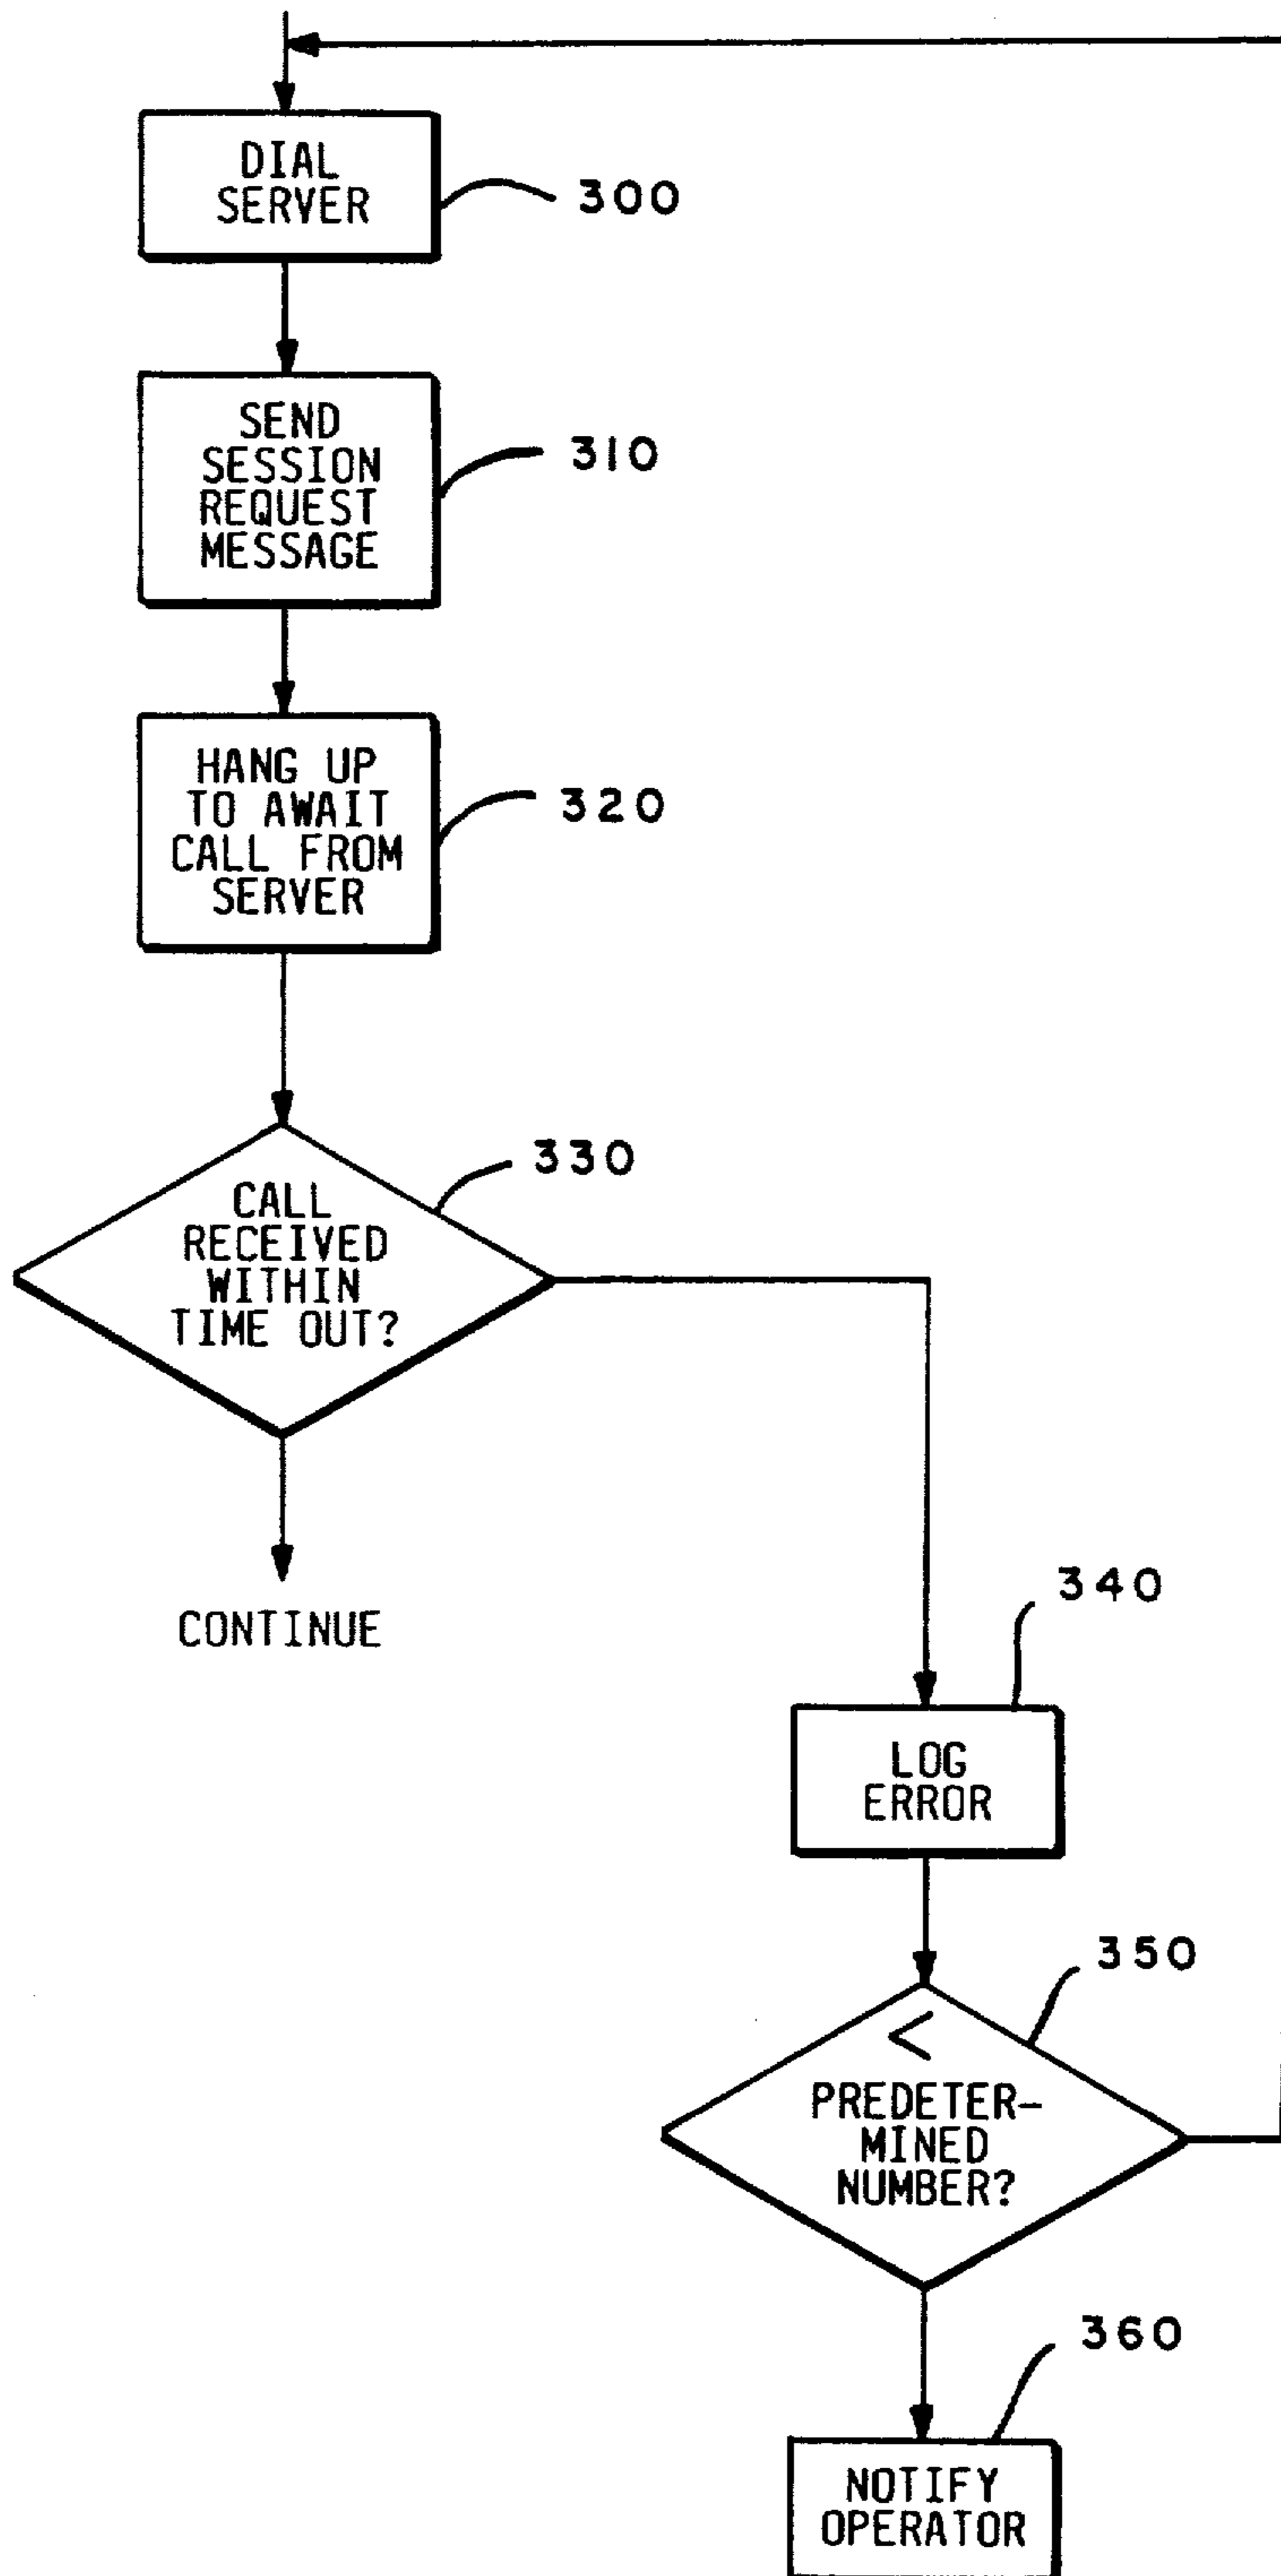 DIAL
SERVER
300
SEND
SESSION
REQUEST
MESSAGE
310
HANG UP
TO AWAIT
CALL FROM
SERVER
320
CALL
RECEIVED
WITHIN
TIME OUT?
330
CONTINUE
LOG
ERROR
340
<
PREDETER-
MINED
NUMBER?
350
NOTIFY
OPERATOR
360